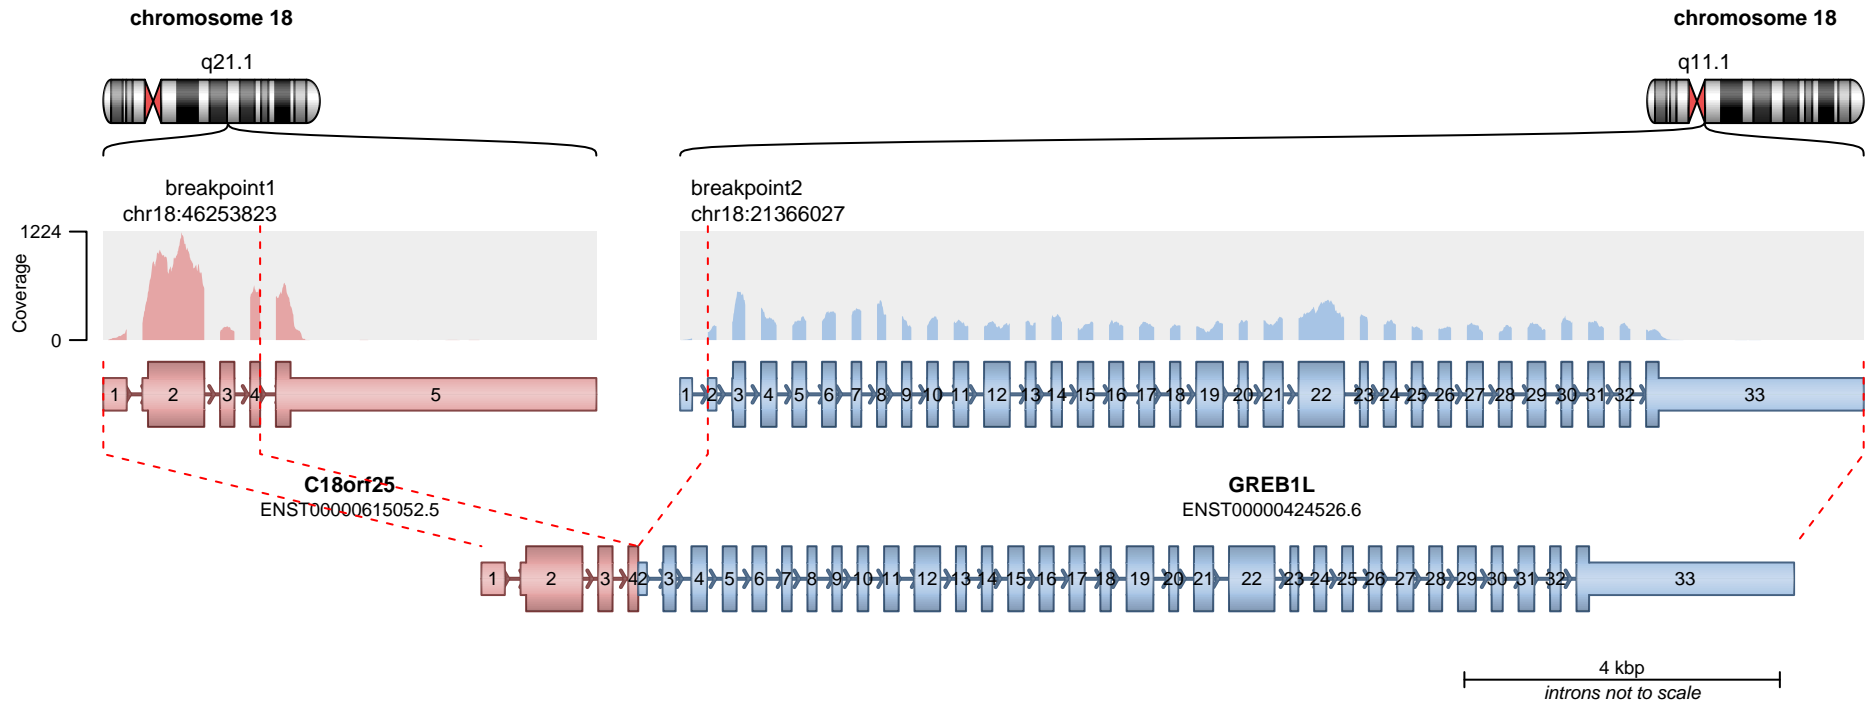 chromosome 18
chromosome 18
q21.1
q11.1
breakpoint1
chr18:46253823
breakpoint2
chr18:21366027
1224
0
Coverage
1 2 3 4 5
1 2 3 4 5 6 7 8 9 10 11 12 13 14 15 16 17 18 19 20 21 22 23 24 25 26 27 28 29 30 31 32 33
C18orf25
ENST00000615052.5
GREB1L
ENST00000424526.6
1 2 3 4 2 3 4 5 6 7 8 9 10 11 12 13 14 15 16 17 18 19 20 21 22 23 24 25 26 27 28 29 30 31 32 33
4 kbp
introns not to scale